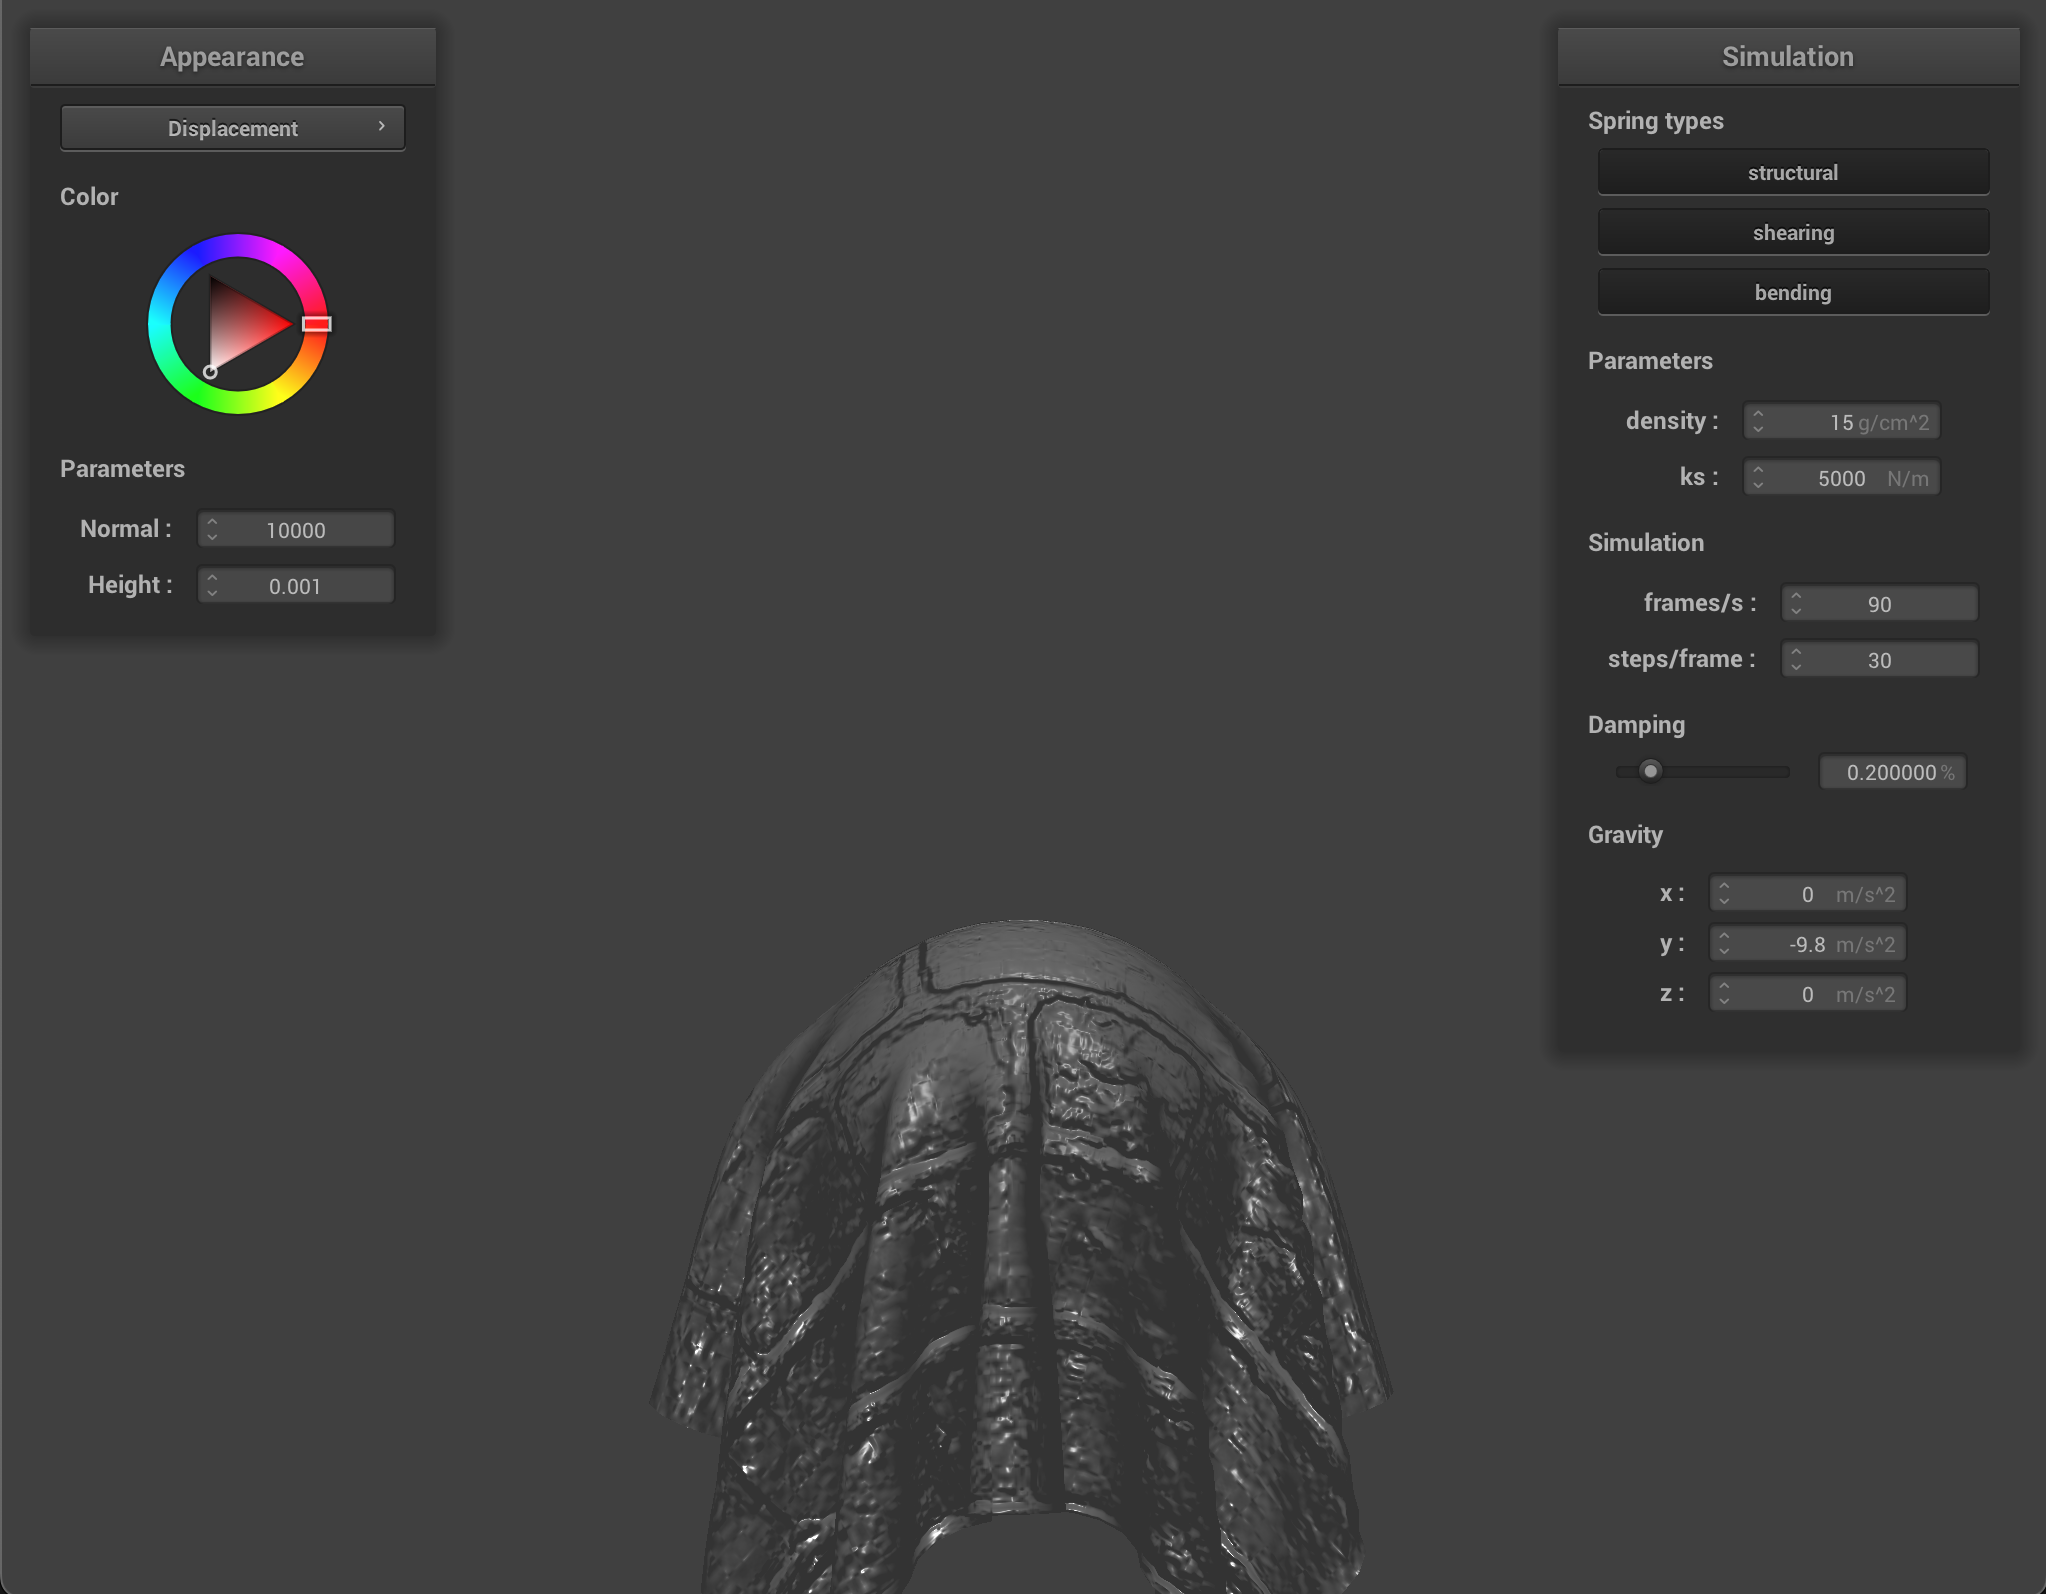 Appearance
Displacement
Color
Parameters
Normal : 10000
Height : 0.001
Simulation
Spring types
structural
shearing
bending
Parameters
density : 15 g/cm^2
ks : 5000 N/m
Simulation
frames/s : 90
steps/frame : 30
Damping
0.200000 %
Gravity
x : 0 m/s^2
y : -9.8 m/s^2
z : 0 m/s^2